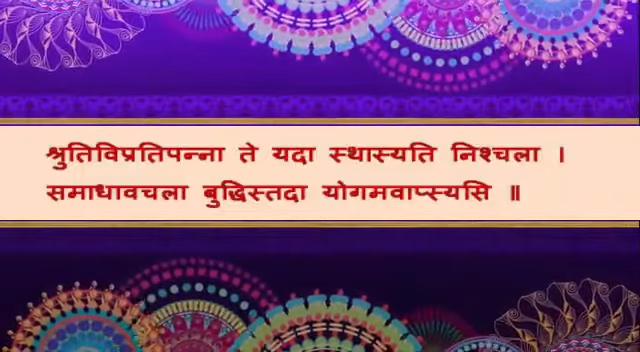 श्रुतिविप्रतिपन्ना ते यदा स्थास्यति निश्चला ।
समाधावचला बुद्धिस्तदा योगमवाप्स्यसि ॥